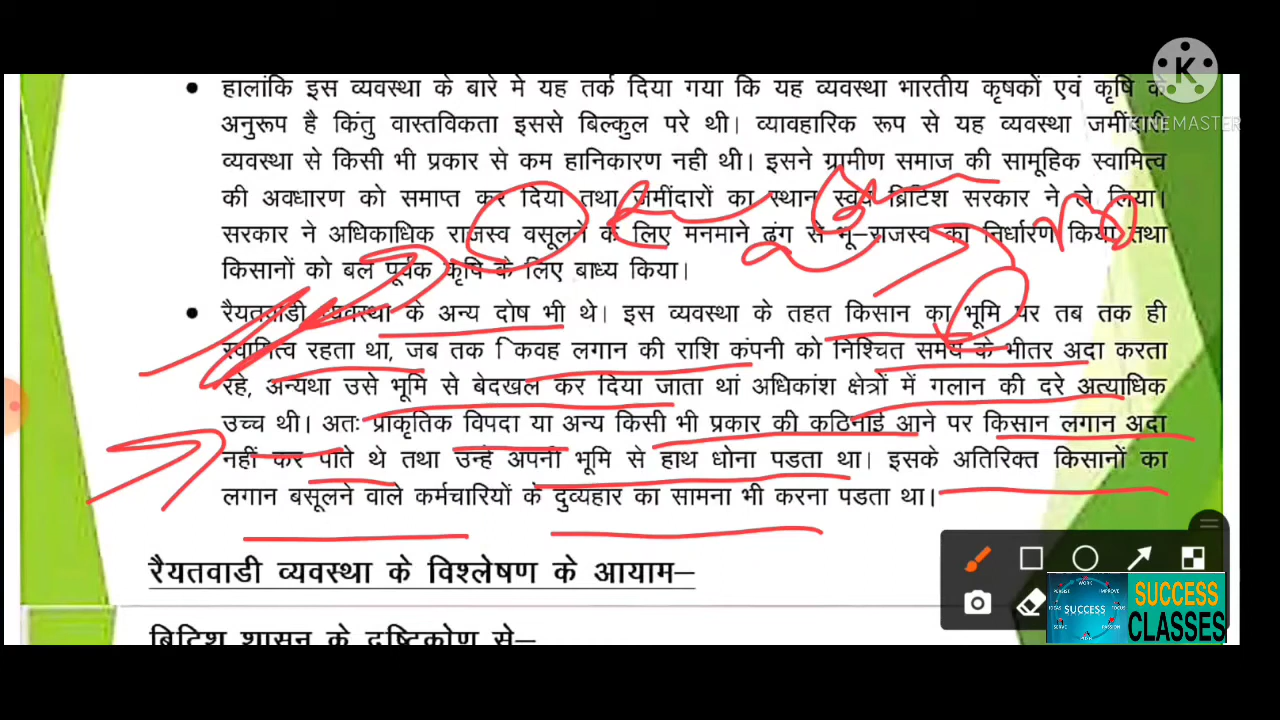 हालांकि इस व्यवस्था के बारे मे यह तर्क दिया गया कि यह व्यवस्था भारतीय कृषकों एवं कृषि के
अनुरूप है किंतु वास्तविकता इससे बिल्कुल परे थी। व्यावहारिक रूप से यह व्यवस्था जमींदारी
व्यवस्था से किसी भी प्रकार से कम हानिकारण नही थी। इसने ग्रामीण समाज की सामूहिक स्वामित्व
की अवधारण को समाप्त कर दिया तथा जमींदारों का स्थान स्वयं ब्रिटिश सरकार ने ले लिया।
सरकार ने अधिकाधिक राजस्व वसूलने के लिए मनमाने ढंग से भू–राजस्व का निर्धारण किया तथा
किसानों को बल पूर्वक कृषि के लिए बाध्य किया।
रैयतवाडी व्यवस्था के अन्य दोष भी थे। इस व्यवस्था के तहत किसान का भूमि पर तब तक ही
स्वामित्व रहता था, जब तक िकवह लगान की राशि कंपनी को निश्चित समय के भीतर अदा करता
रहे, अन्यथा उसे भूमि से बेदखल कर दिया जाता थां अधिकांश क्षेत्रों में गलान की दरे अत्याधिक
उच्च थी। अतः प्राकृतिक विपदा या अन्य किसी भी प्रकार की कठिनाई आने पर किसान लगान अदा
नहीं कर पाते थे तथा उन्हे अपनी भूमि से हाथ धोना पडता था। इसके अतिरिक्त किसानों का
लगान बसूलने वाले कर्मचारियों के दुव्यहार का सामना भी करना पडता था।
रैयतवाडी व्यवस्था के विश्लेषण के आयाम–
ब्रिटिश शासन के दृष्टिकोण से–
K
KINEMASTER
SUCCESS
SUCCESS
CLASSES